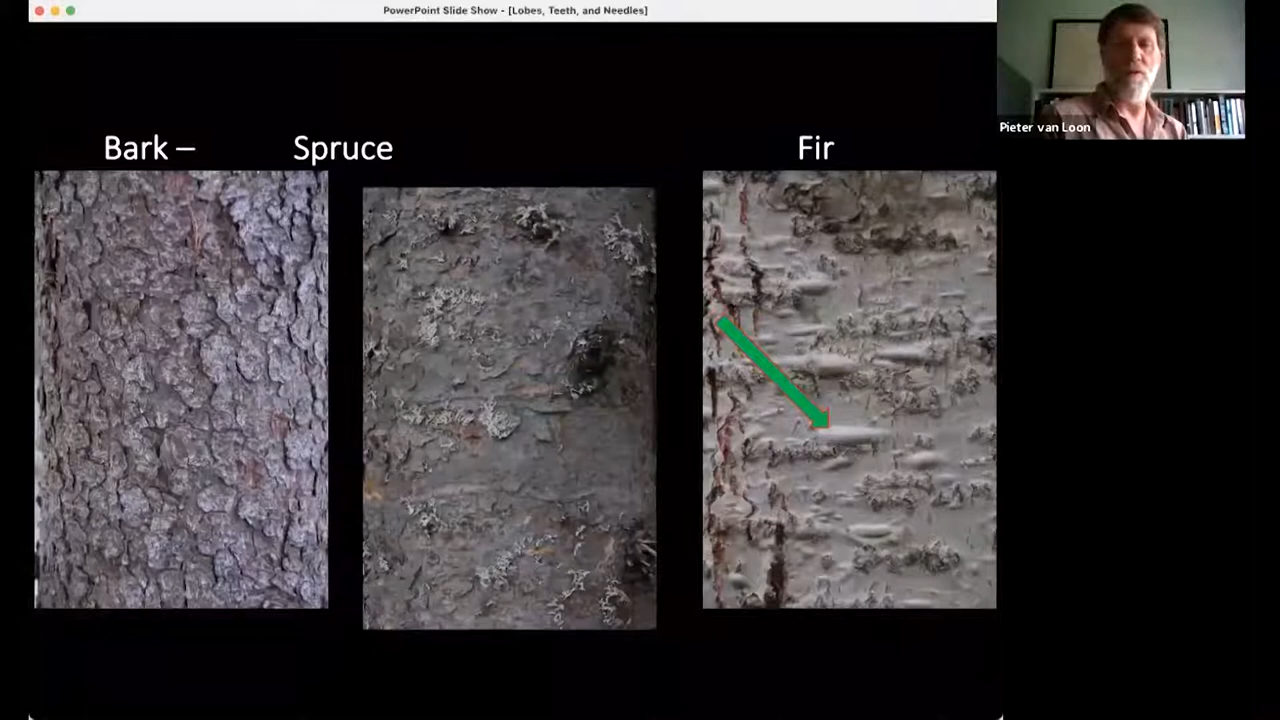 PowerPoint Slide Show - [Lobes, Teeth, and Needles]
Bark – Spruce Fir
Pieter van Loon